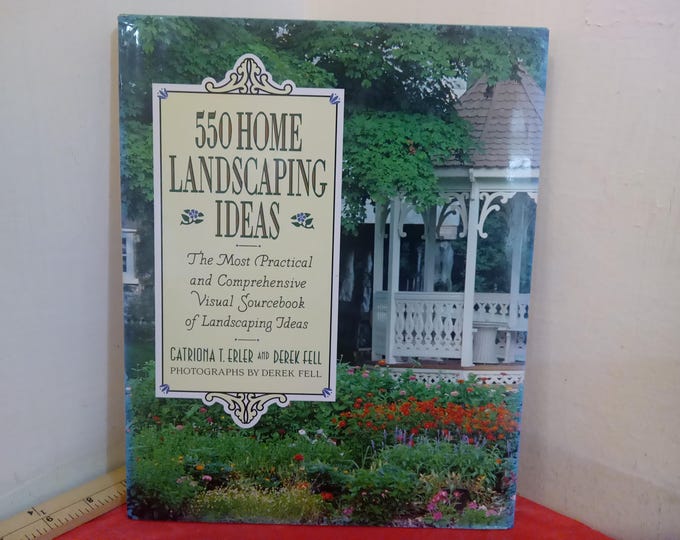 550 HOME
LANDSCAPING
IDEAS
The Most Practical
and Comprehensive
Visual Sourcebook
of Landscaping Ideas
CATRIONA T. ERLER AND DEREK FELL
PHOTOGRAPHS BY DEREK FELL